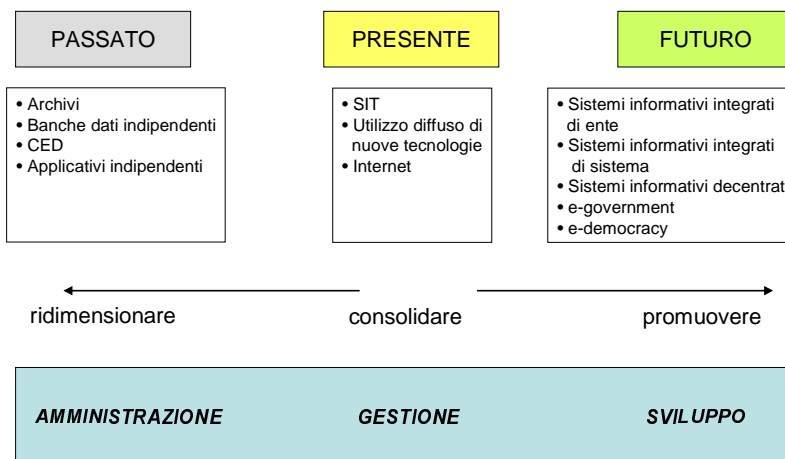 PASSATO
PRESENTE
FUTURO
• Archivi
• Banche dati indipendenti
• CED
• Applicativi indipendenti
• SIT
• Utilizzo diffuso di
nuove tecnologie
• Internet
• Sistemi informativi integrati
di ente
• Sistemi informativi integrati
di sistema
• Sistemi informativi decentrat
• e-government
• e-democracy
ridimensionare
consolidare
promuovere
AMMINISTRAZIONE
GESTIONE
SVILUPPO